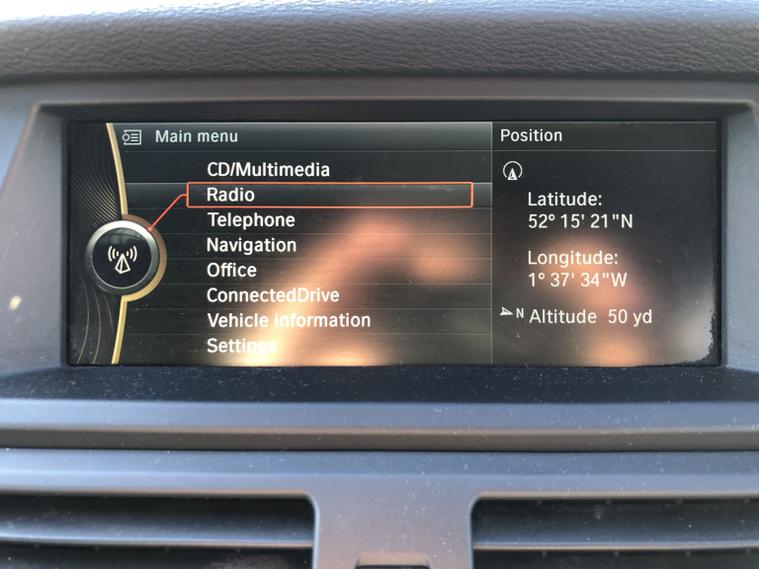 Main menu
CD/Multimedia
Radio
Telephone
Navigation
Office
ConnectedDrive
Vehicle information
Settings
Position
Latitude:
52° 15' 21"N
Longitude:
1° 37' 34"W
N Altitude 50 yd